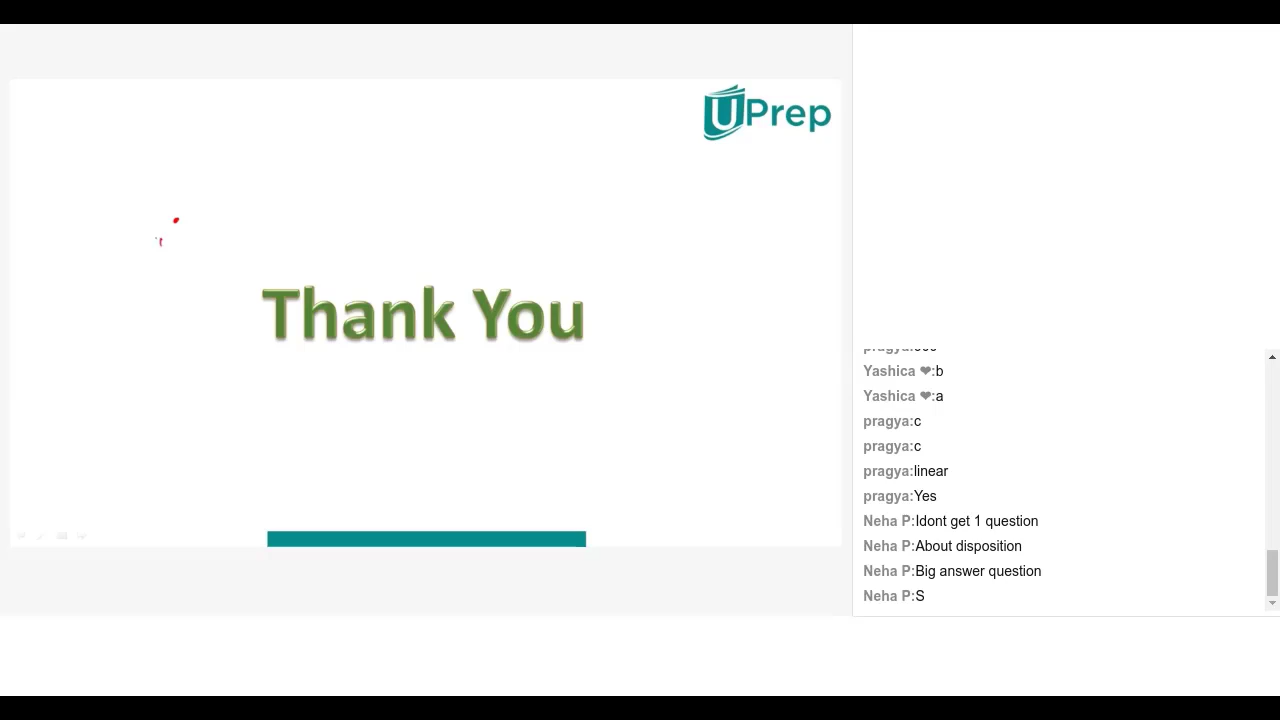 UPrep
Thank You
Yashica ❤:b
Yashica ❤:a
pragya:c
pragya:c
pragya:linear
pragya:Yes
Neha P:Idont get 1 question
Neha P:About disposition
Neha P:Big answer question
Neha P:S